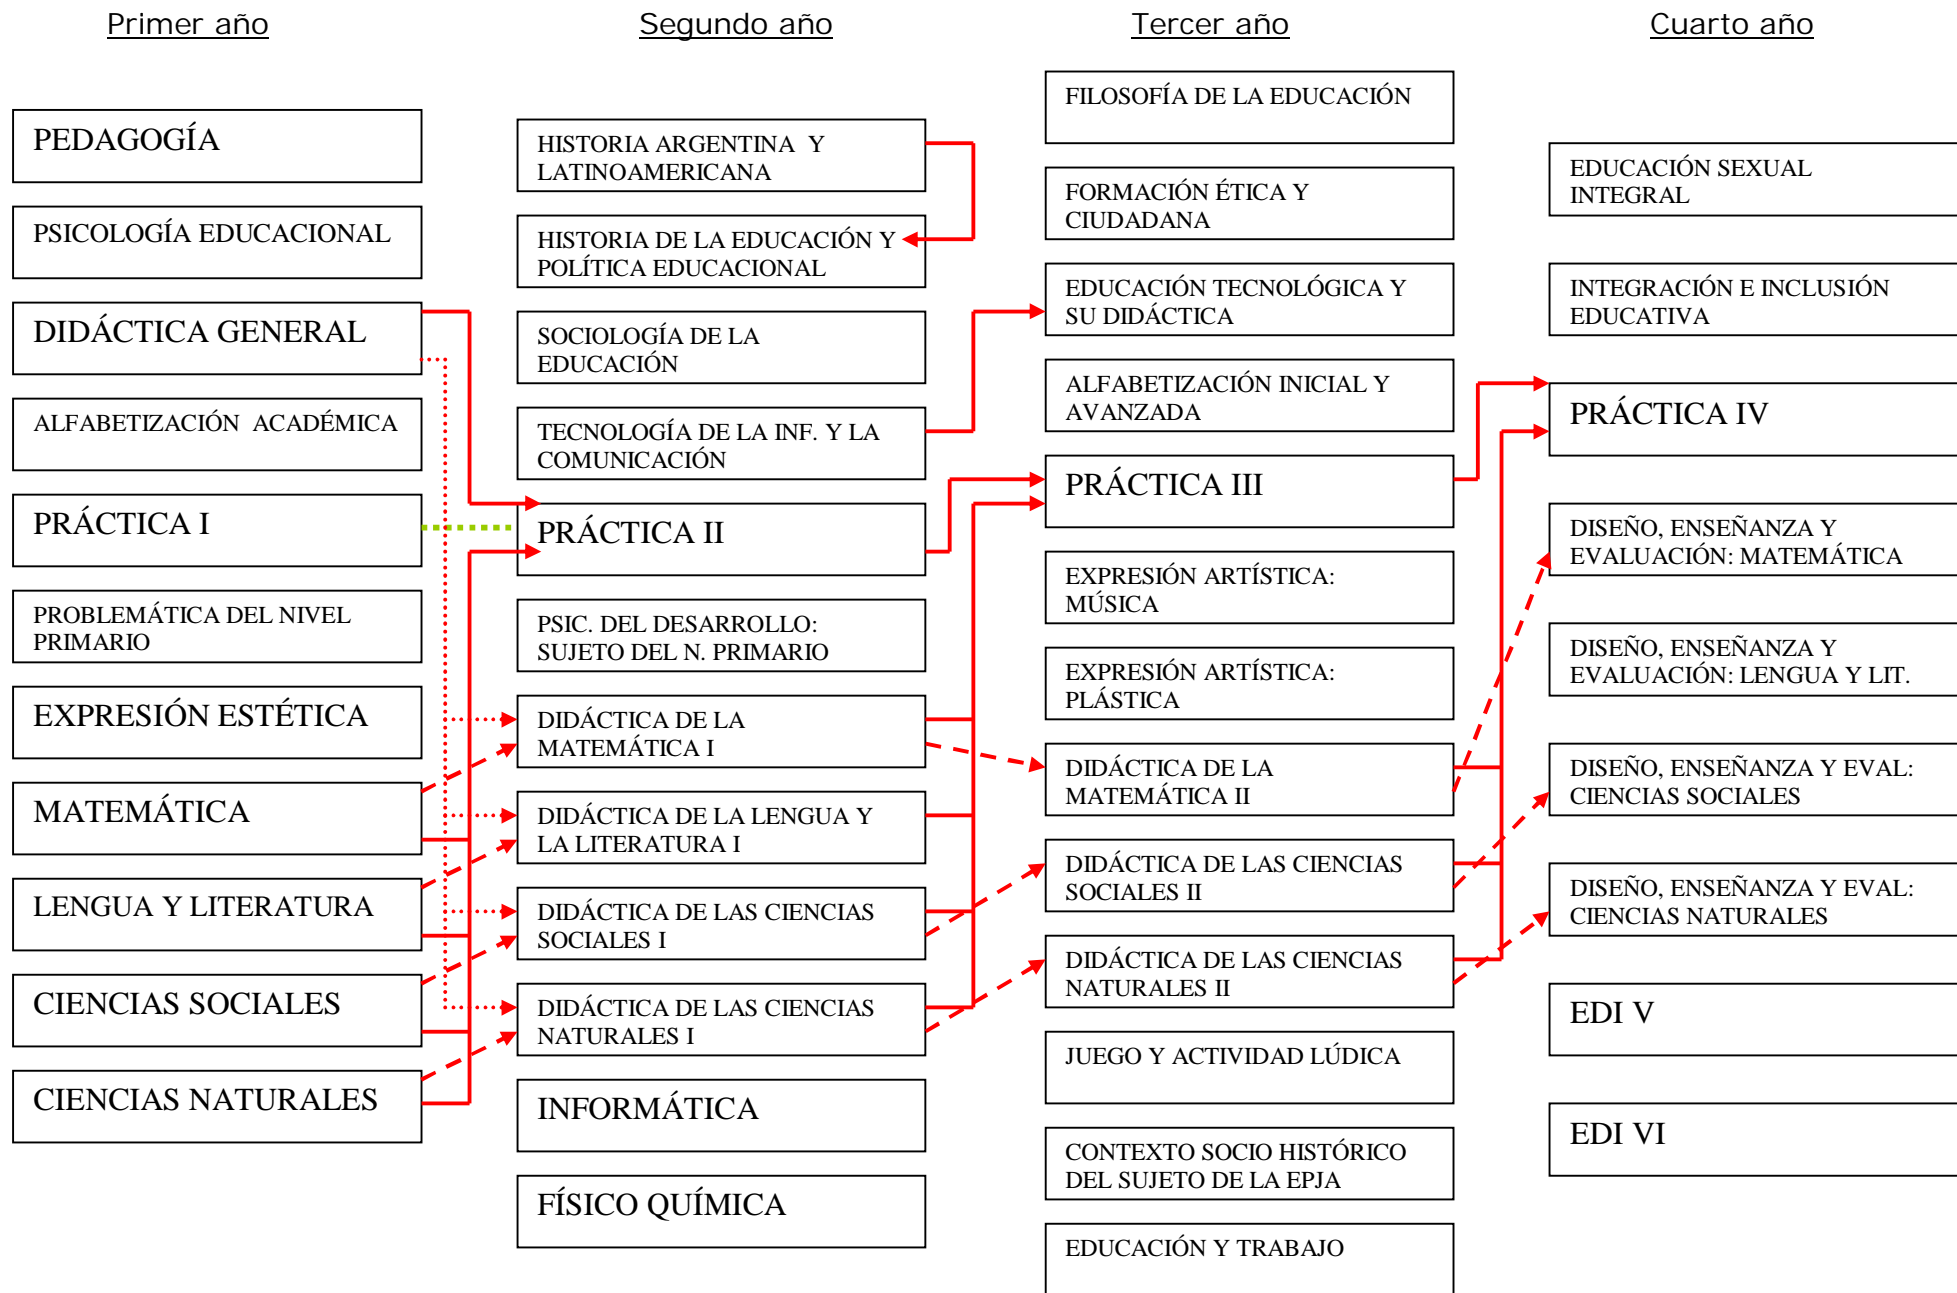 Primer año
PEDAGOGÍA
PSICOLOGÍA EDUCACIONAL
DIDÁCTICA GENERAL
ALFABETIZACIÓN ACADÉMICA
PRÁCTICA I
PROBLEMÁTICA DEL NIVEL
PRIMARIO
EXPRESIÓN ESTÉTICA
MATEMÁTICA
LENGUA Y LITERATURA
CIENCIAS SOCIALES
CIENCIAS NATURALES
Segundo año
HISTORIA ARGENTINA Y
LATINOAMERICANA
HISTORIA DE LA EDUCACIÓN Y
POLÍTICA EDUCACIONAL
SOCIOLOGÍA DE LA
EDUCACIÓN
TECNOLOGÍA DE LA INF. Y LA
COMUNICACIÓN
PRÁCTICA II
PSIC. DEL DESARROLLO:
SUJETO DEL N. PRIMARIO
DIDÁCTICA DE LA
MATEMÁTICA I
DIDÁCTICA DE LA LENGUA Y
LA LITERATURA I
DIDÁCTICA DE LAS CIENCIAS
SOCIALES I
DIDÁCTICA DE LAS CIENCIAS
NATURALES I
INFORMÁTICA
FÍSICO QUÍMICA
Tercer año
FILOSOFÍA DE LA EDUCACIÓN
FORMACIÓN ÉTICA Y
CIUDADANA
EDUCACIÓN TECNOLÓGICA Y
SU DIDÁCTICA
ALFABETIZACIÓN INICIAL Y
AVANZADA
PRÁCTICA III
EXPRESIÓN ARTÍSTICA:
MÚSICA
EXPRESIÓN ARTÍSTICA:
PLÁSTICA
DIDÁCTICA DE LA
MATEMÁTICA II
DIDÁCTICA DE LAS CIENCIAS
SOCIALES II
DIDÁCTICA DE LAS CIENCIAS
NATURALES II
JUEGO Y ACTIVIDAD LÚDICA
CONTEXTO SOCIO HISTÓRICO
DEL SUJETO DE LA EPJA
EDUCACIÓN Y TRABAJO
Cuarto año
EDUCACIÓN SEXUAL
INTEGRAL
INTEGRACIÓN E INCLUSIÓN
EDUCATIVA
PRÁCTICA IV
DISEÑO, ENSEÑANZA Y
EVALUACIÓN: MATEMÁTICA
DISEÑO, ENSEÑANZA Y
EVALUACIÓN: LENGUA Y LIT.
DISEÑO, ENSEÑANZA Y EVAL:
CIENCIAS SOCIALES
DISEÑO, ENSEÑANZA Y EVAL:
CIENCIAS NATURALES
EDI V
EDI VI